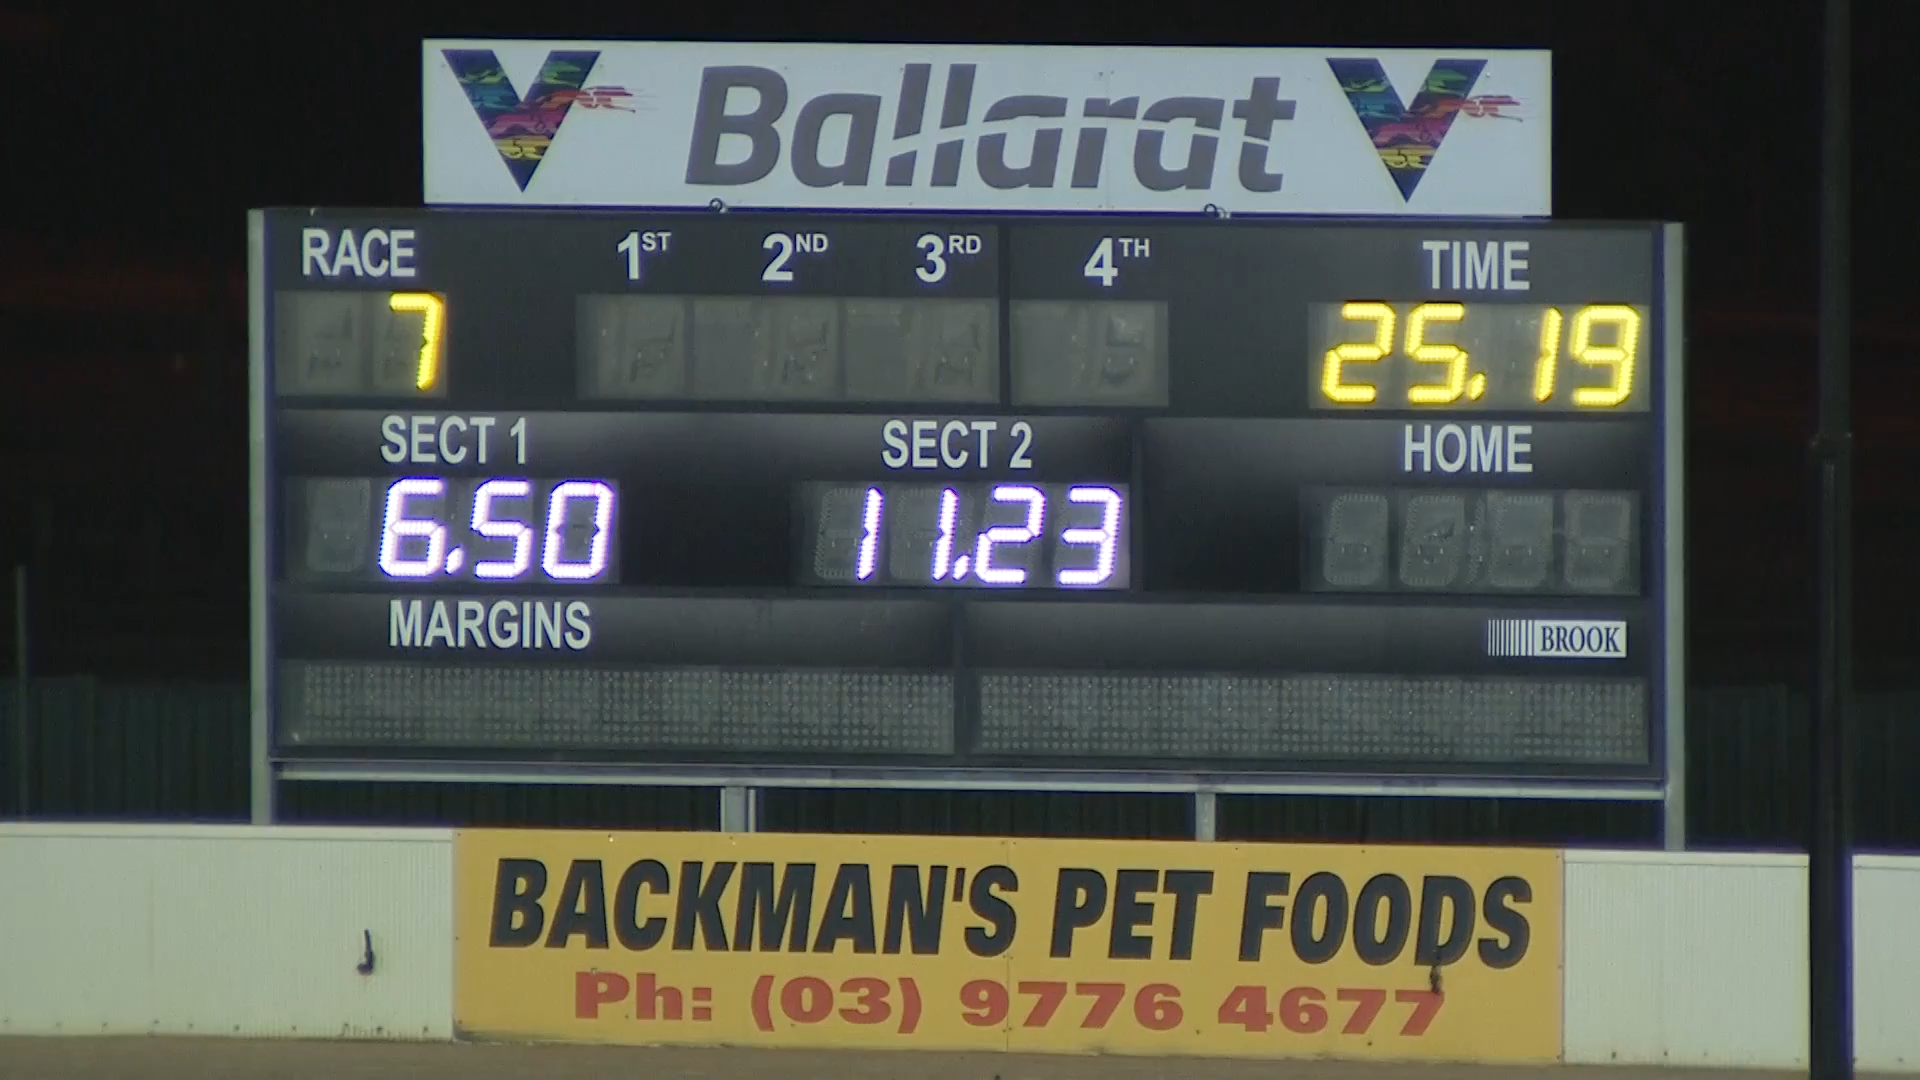 Ballarat
RACE 1ST 2ND 3RD 4TH TIME
7 25.19
SECT 1 SECT 2 HOME
6.50 11.23
MARGINS
BROOK
BACKMAN'S PET FOODS
Ph: (03) 9776 4677